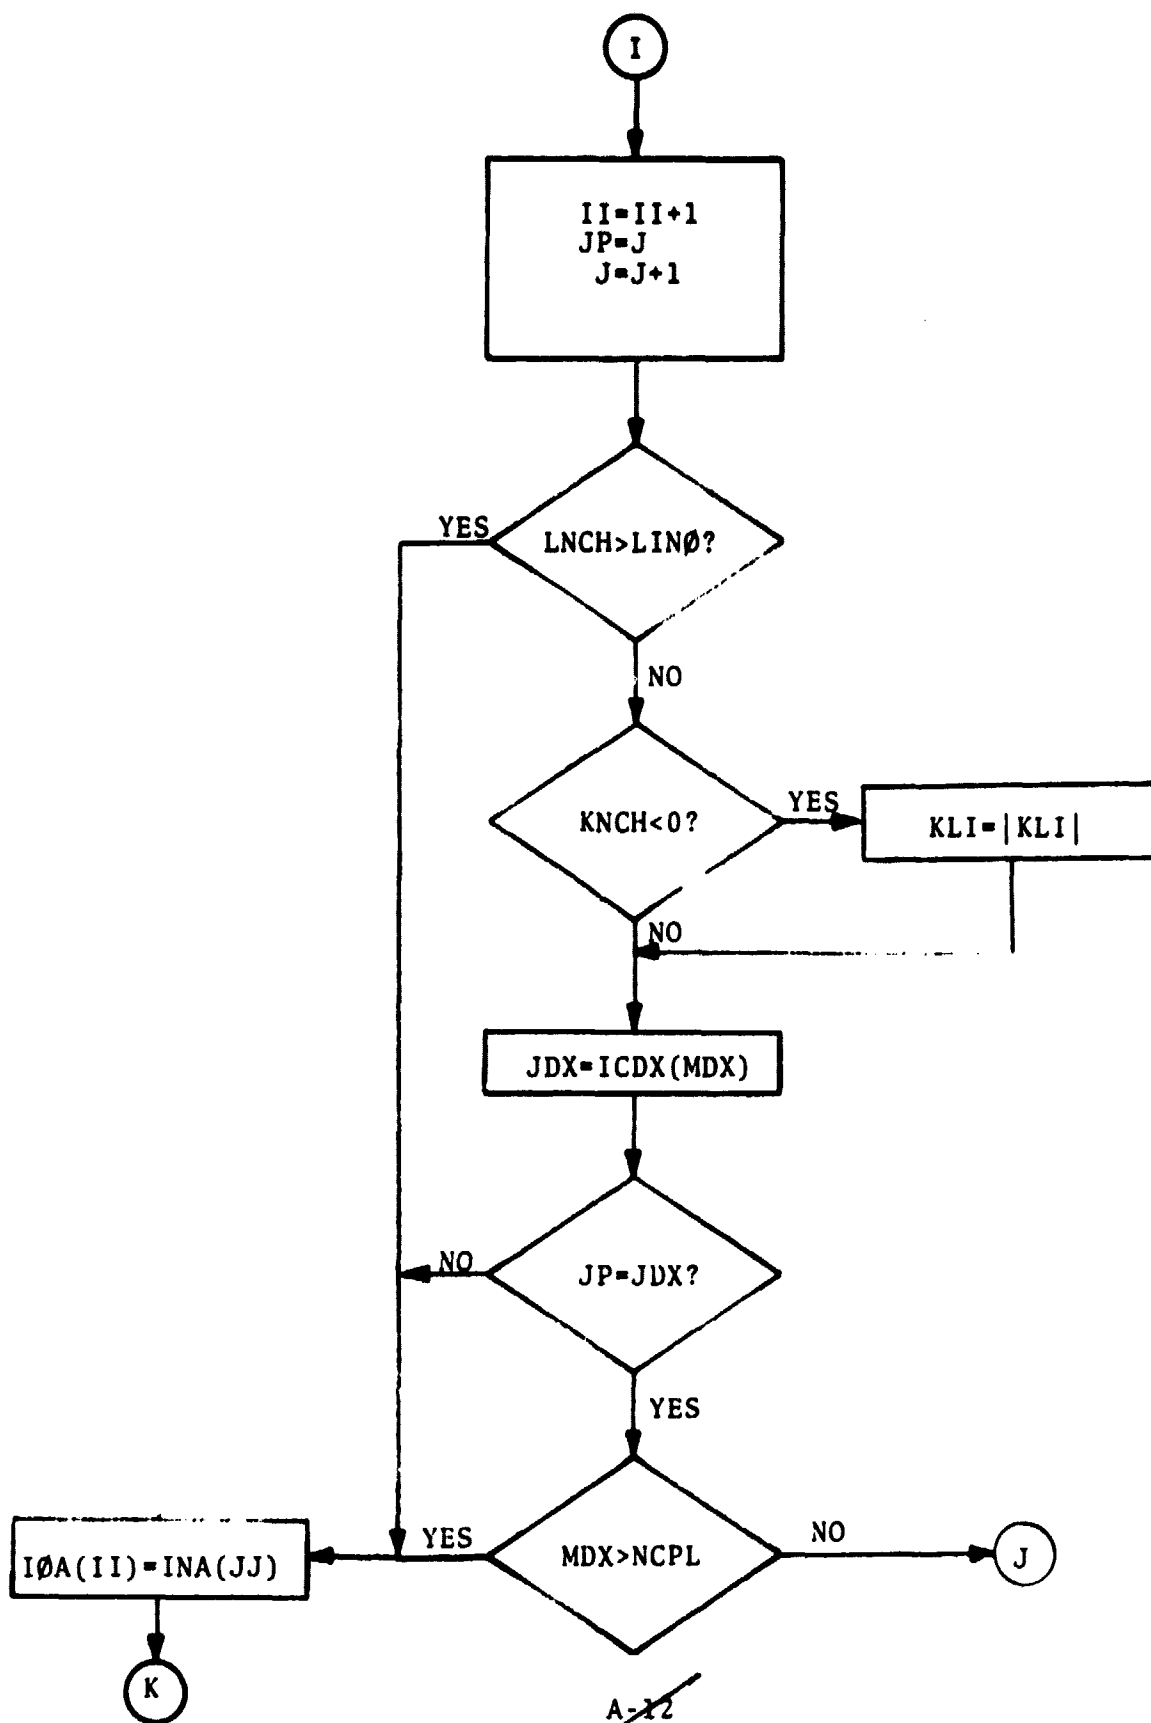 I
II=II+1
JP=J
J=J+1
YES
LNCH>LINØ?
NO
KNCH<0?
YES
KLI=|KLI|
NO
JDX=ICDX(MDX)
NO
JP=JDX?
YES
IØA(II)=INA(JJ)
YES
MDX>NCPL
NO
J
K
A-12